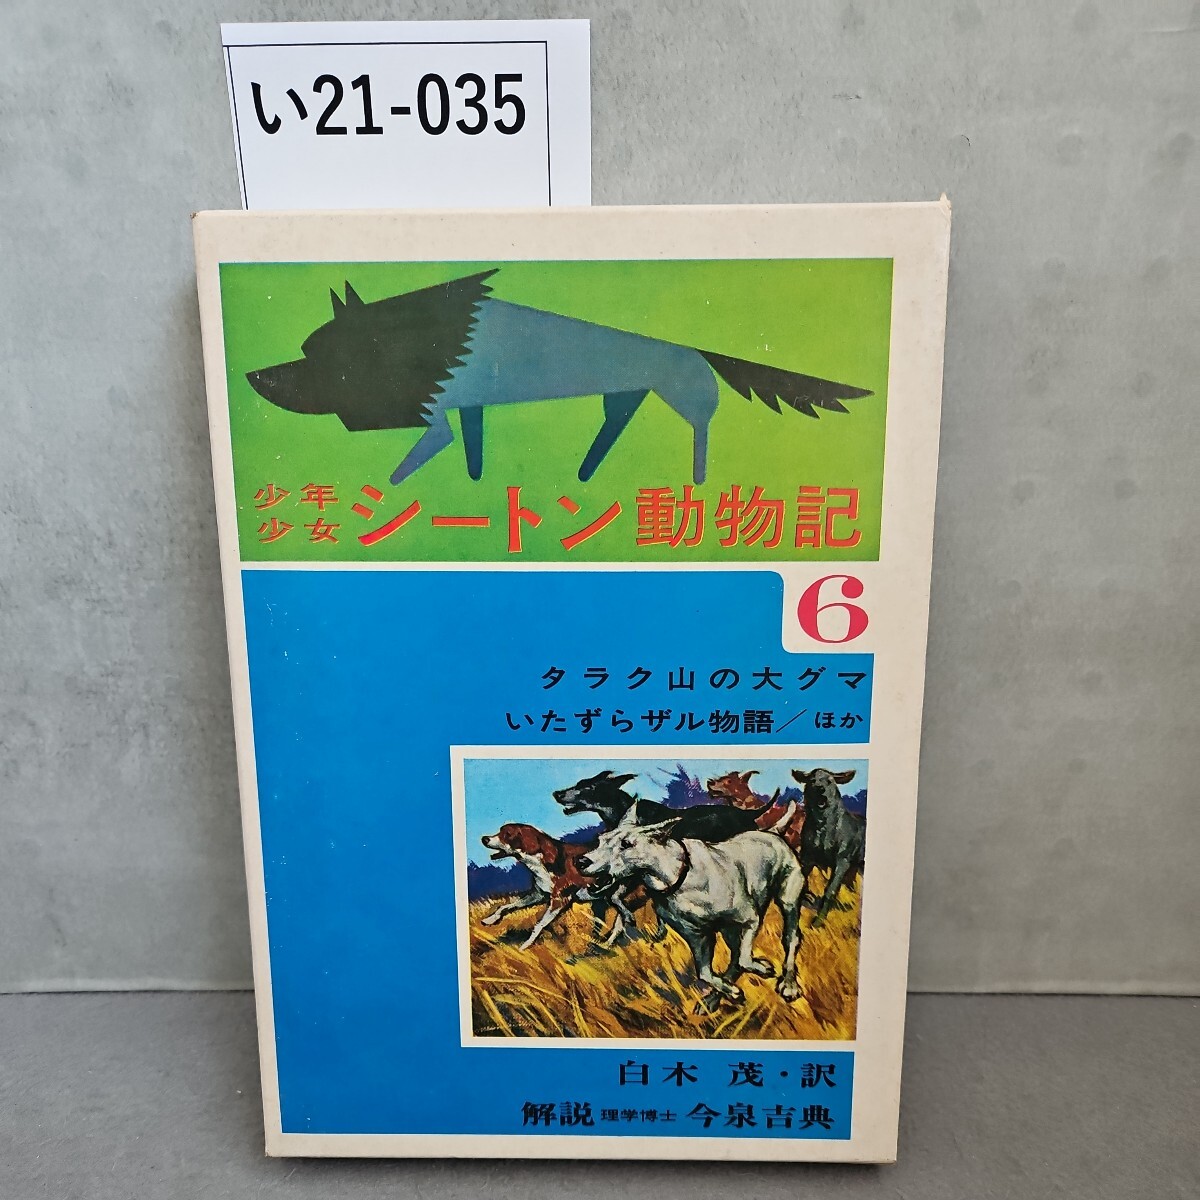 い21-035
少年
少女
シートン動物記
6
タラク山の大グマ
いたずらザル物語／ほか
白木 茂・訳
解説 理学博士 今泉吉典